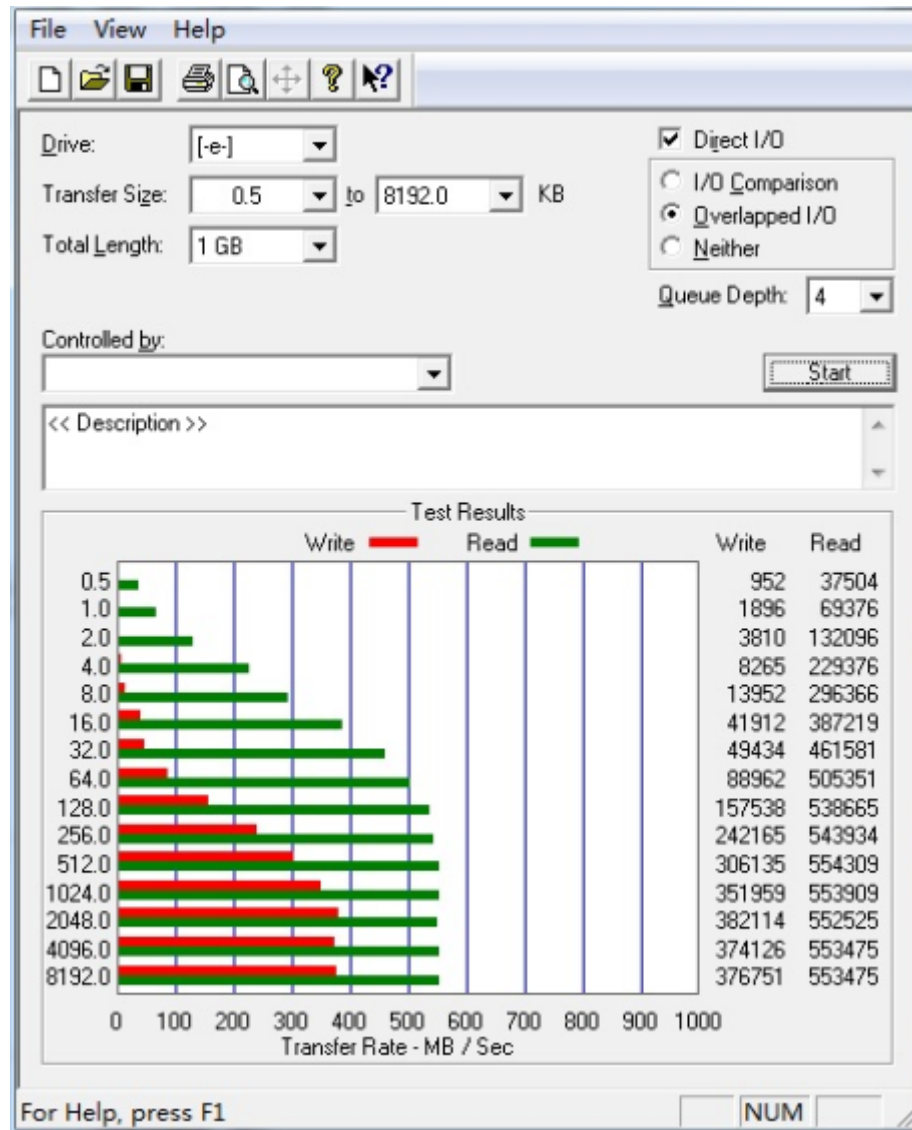 File View Help
Drive: [-e-] Direct I/O
Transfer Size: 0.5 to 8192.0 KB I/O Comparison
Overlapped I/O
Total Length: 1 GB Neither
Queue Depth: 4
Controlled by:
Start
<< Description >>
Test Results
Write Read Write Read
0.5 952 37504
1.0 1896 69376
2.0 3810 132096
4.0 8265 229376
8.0 13952 296366
16.0 41912 387219
32.0 49434 461581
64.0 88962 505351
128.0 157538 538665
256.0 242165 543934
512.0 306135 554309
1024.0 351959 553909
2048.0 382114 552525
4096.0 374126 553475
8192.0 376751 553475
0 100 200 300 400 500 600 700 800 900 1000
Transfer Rate - MB / Sec
For Help, press F1 NUM